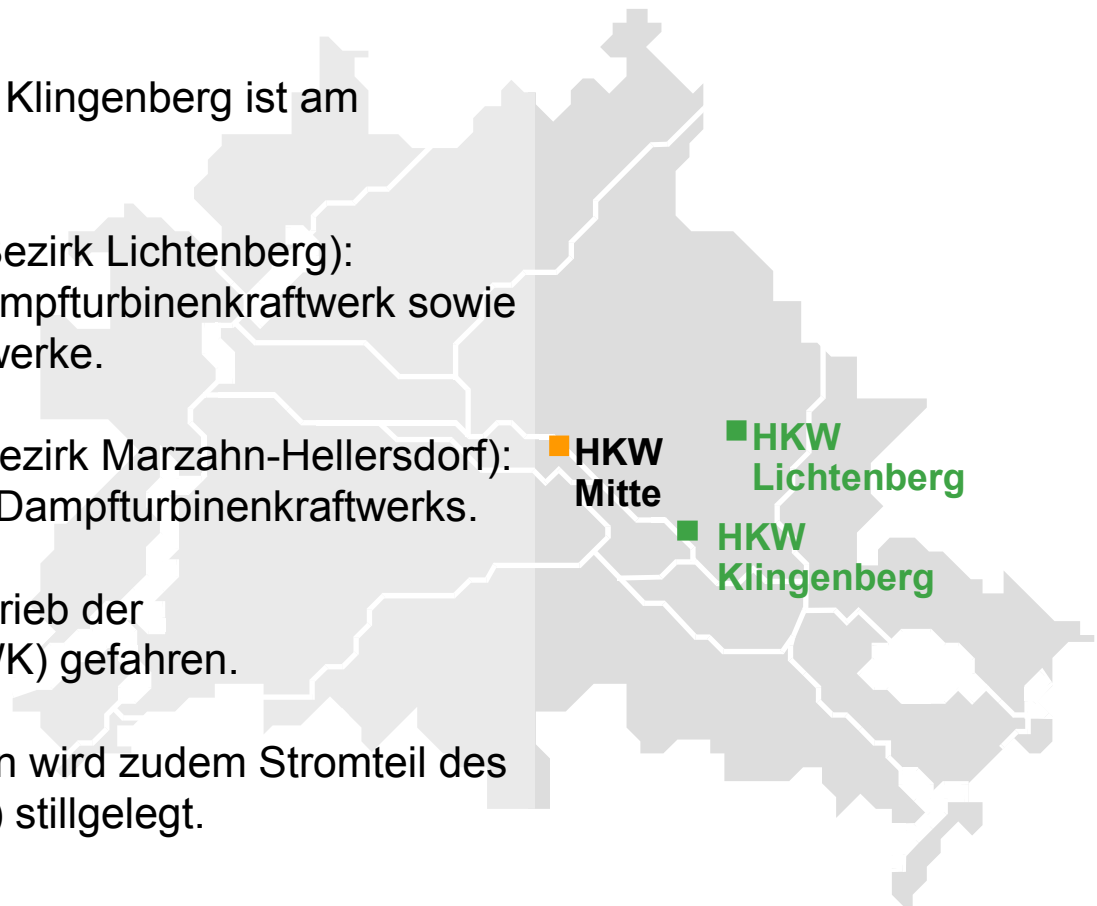 Klingenberg ist am
ezirk Lichtenberg):
mpfturbinenkraftwerk sowie
werke.
ezirk Marzahn-Hellersdorf):
Dampfturbinenkraftwerks.
rieb der
K) gefahren.
n wird zudem Stromteil des
) stillgelegt.
HKW
Mitte
HKW
Lichtenberg
HKW
Klingenberg